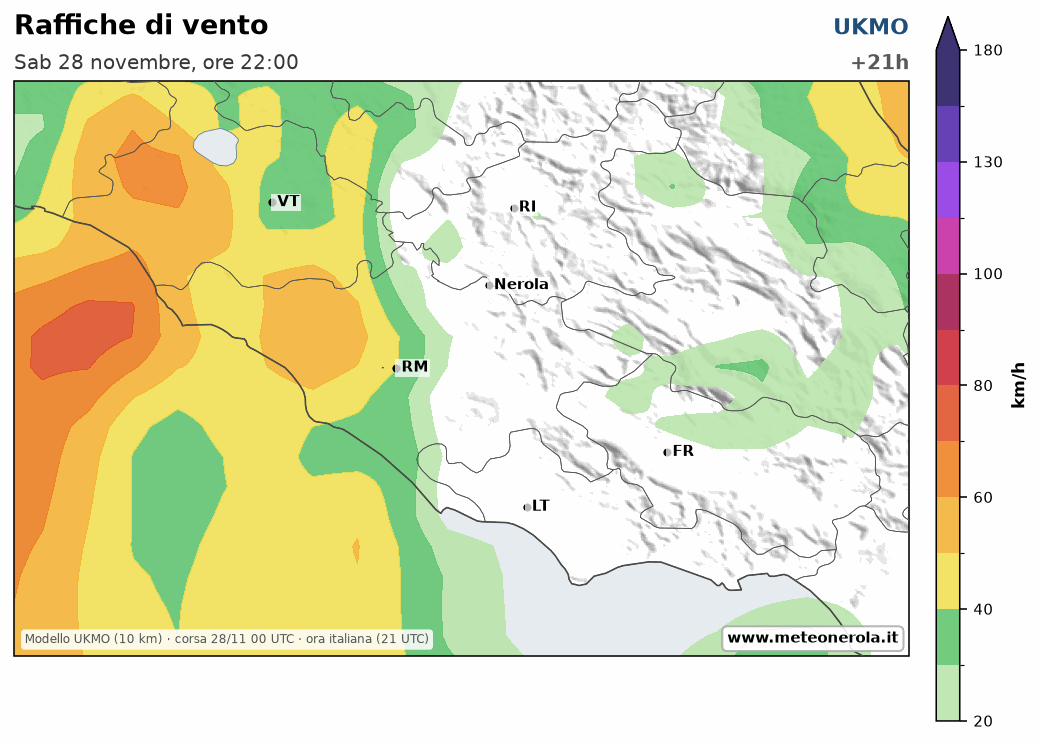 Raffiche di vento
UKMO
Sab 28 novembre, ore 22:00
+21h
180
130
100
80
60
40
20
km/h
VT
RI
Nerola
RM
FR
LT
Modello UKMO (10 km) · corsa 28/11 00 UTC · ora italiana (21 UTC)
www.meteonerola.it